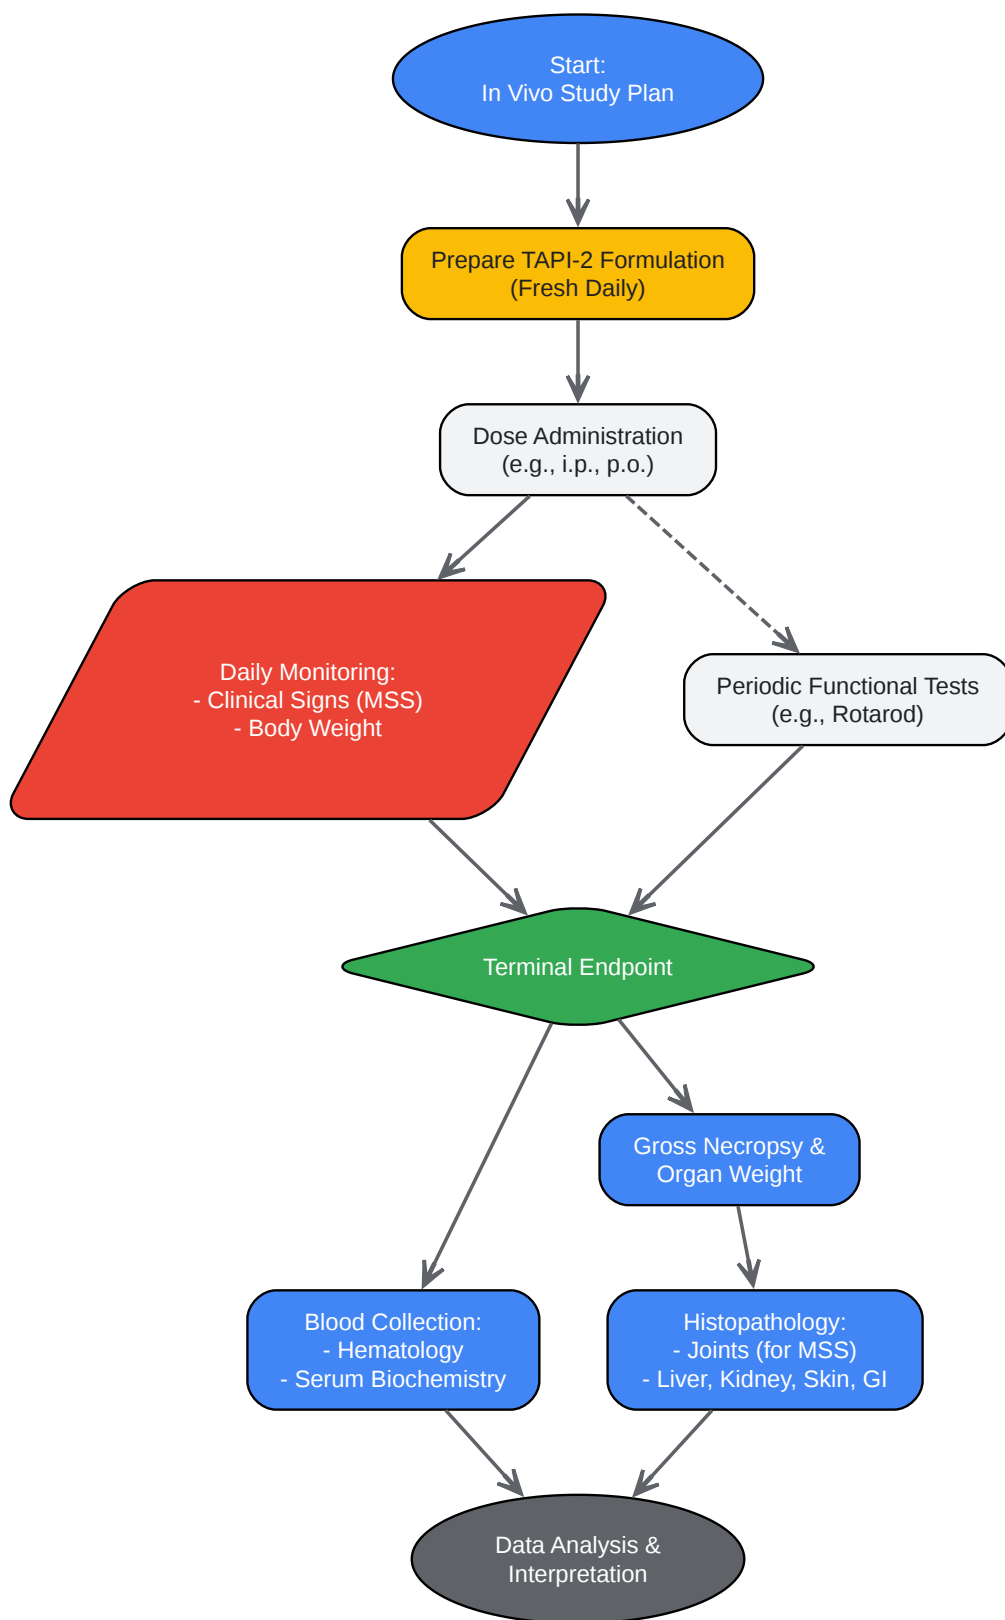 Start:
In Vivo Study Plan
Prepare TAPI-2 Formulation
(Fresh Daily)
Dose Administration
(e.g., i.p., p.o.)
Daily Monitoring:
- Clinical Signs (MSS)
- Body Weight
Periodic Functional Tests
(e.g., Rotarod)
Terminal Endpoint
Gross Necropsy &
Organ Weight
Blood Collection:
- Hematology
- Serum Biochemistry
Histopathology:
- Joints (for MSS)
- Liver, Kidney, Skin, GI
Data Analysis &
Interpretation